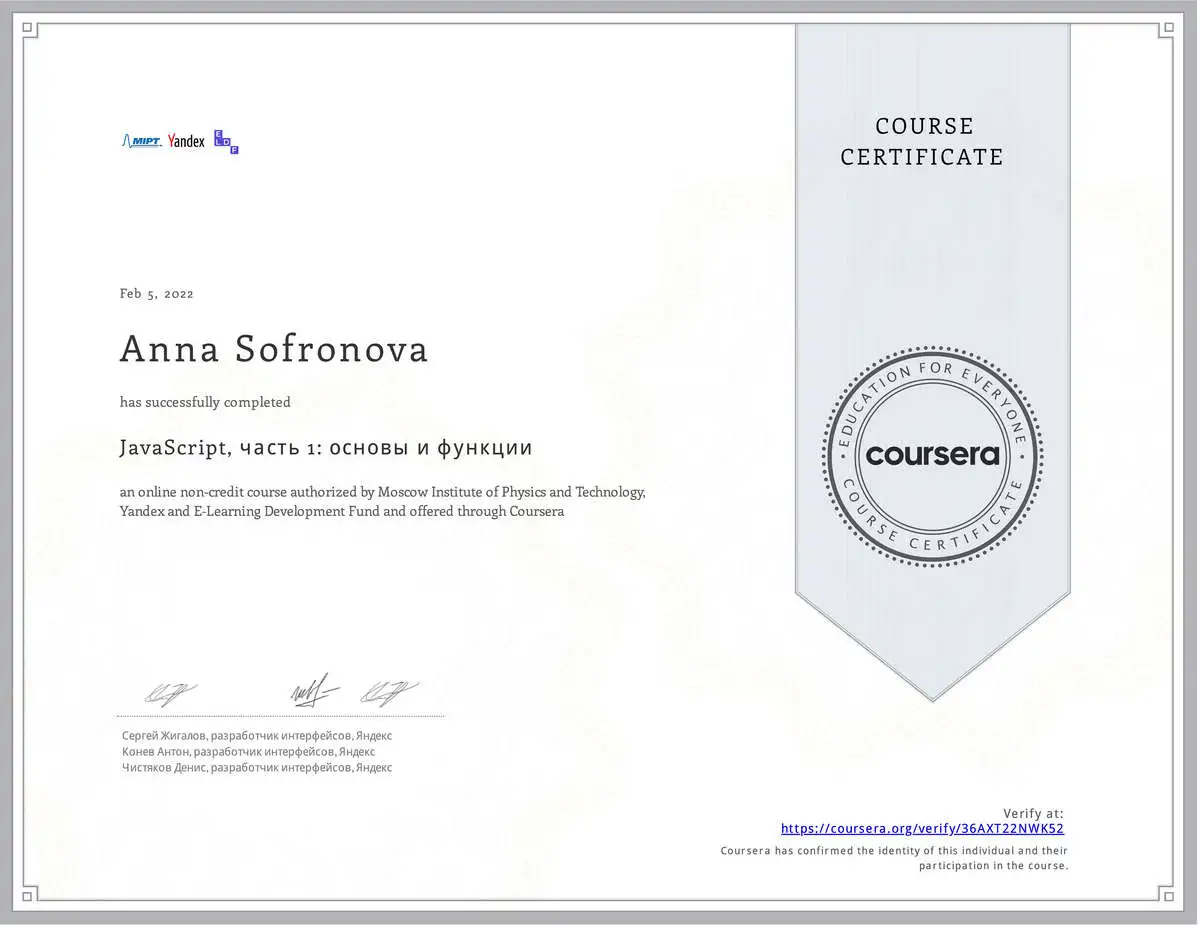 MIPT Yandex ELDF
COURSE
CERTIFICATE
Feb 5, 2022
Anna Sofronova
has successfully completed
JavaScript, часть 1: основы и функции
an online non-credit course authorized by Moscow Institute of Physics and Technology,
Yandex and E-Learning Development Fund and offered through Coursera
EDUCATION FOR EVERYONE
coursera
COURSE CERTIFICATE
Сергей Жигалов, разработчик интерфейсов, Яндекс
Конев Антон, разработчик интерфейсов, Яндекс
Чистяков Денис, разработчик интерфейсов, Яндекс
Verify at:
https://coursera.org/verify/36AXT22NWK52
Coursera has confirmed the identity of this individual and their
participation in the course.